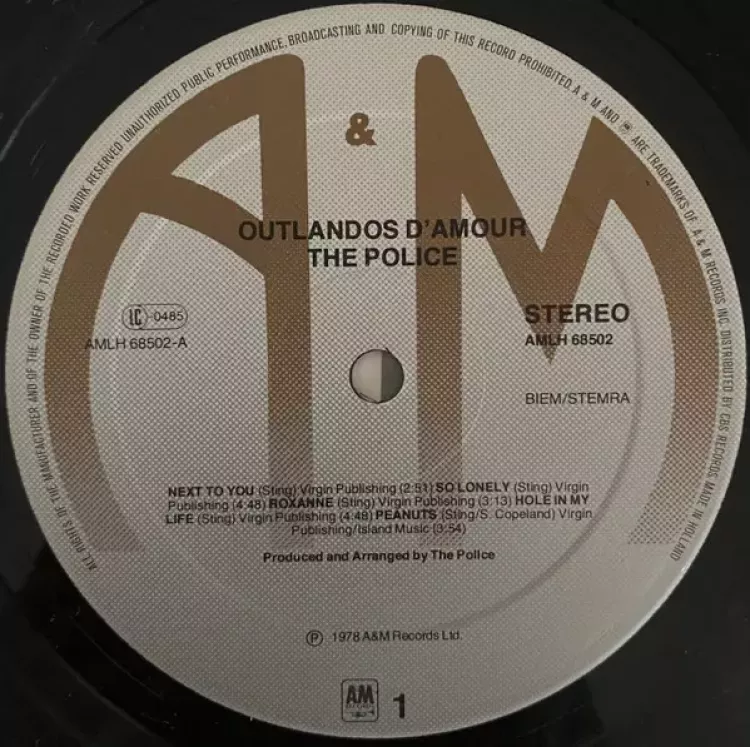 ALL RIGHTS OF THE MANUFACTURER AND OF THE OWNER OF THE RECORDED WORK RESERVED. UNAUTHORIZED PUBLIC PERFORMANCE, BROADCASTING AND COPYING OF THIS RECORD PROHIBITED. A & M AND AM ARE TRADEMARKS OF A & M RECORDS INC. DISTRIBUTED BY CBS RECORDS MADE IN HOLLAND
A & M
OUTLANDOS D'AMOUR
THE POLICE
LC-0485
AMLH 68502-A
STEREO
AMLH 68502
BIEM/STEMRA
NEXT TO YOU (Sting) Virgin Publishing (2:51) SO LONELY (Sting) Virgin
Publishing (4:48) ROXANNE (Sting) Virgin Publishing (3:13) HOLE IN MY
LIFE (Sting) Virgin Publishing (4:48) PEANUTS (Sting/S. Copeland) Virgin
Publishing/Island Music (3:54)
Produced and Arranged by The Police
℗ 1978 A&M Records Ltd.
AM
RECORDS
1